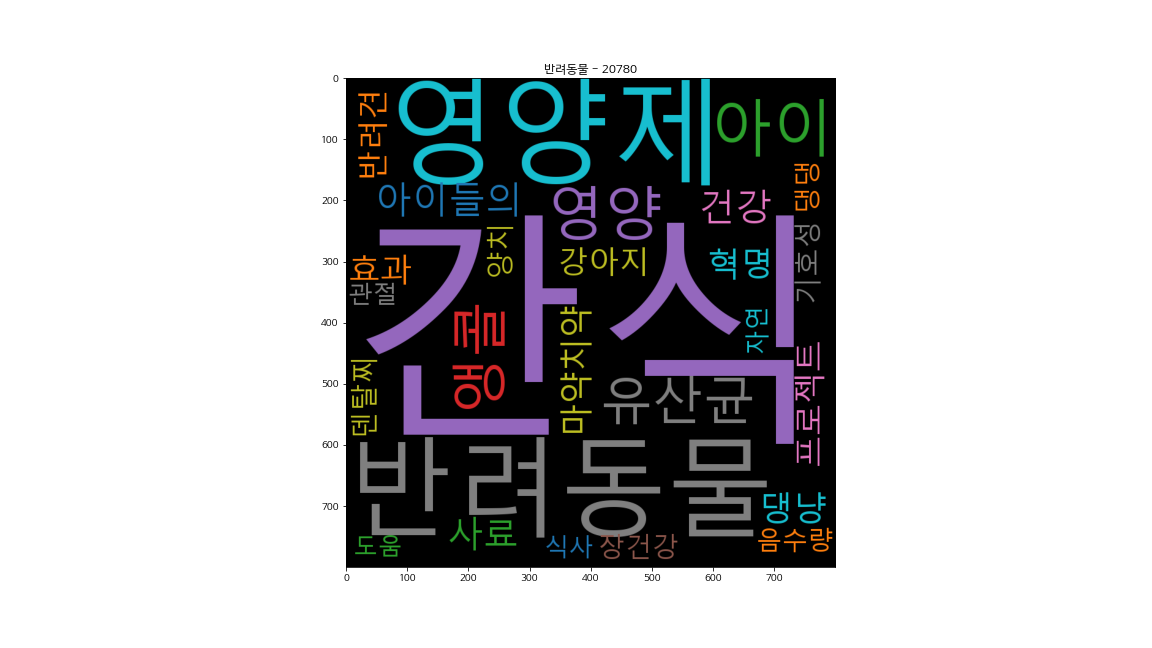 반려동물 - 20780
0
100
200
300
400
500
600
700
0
100
200
300
400
500
600
700
반려견
영양제
아이
아이들의
영양
건강
댕댕
효과
양치
강아지
혁명
기호성
관절
간식
앵콜
마약치약
자연
덴탈찌
유산균
프로젝트
반려동물
댕냥
사료
도움
식사
장건강
음수량